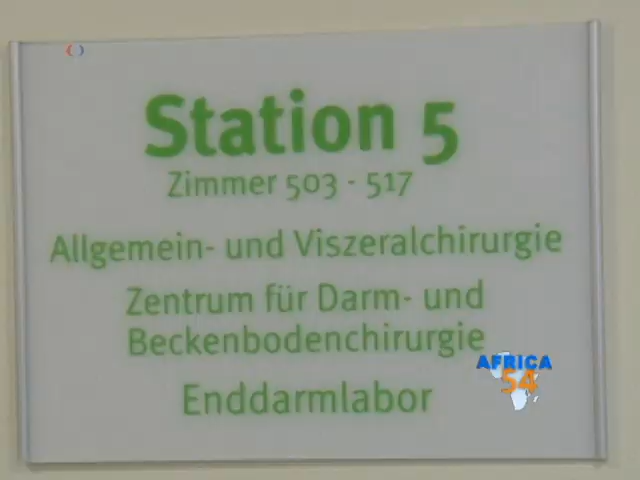 Station 5
Zimmer 503 - 517
Allgemein- und Viszeralchirurgie
Zentrum für Darm- und
Beckenbodenchirurgie
Enddarmlabor
AFRICA
54